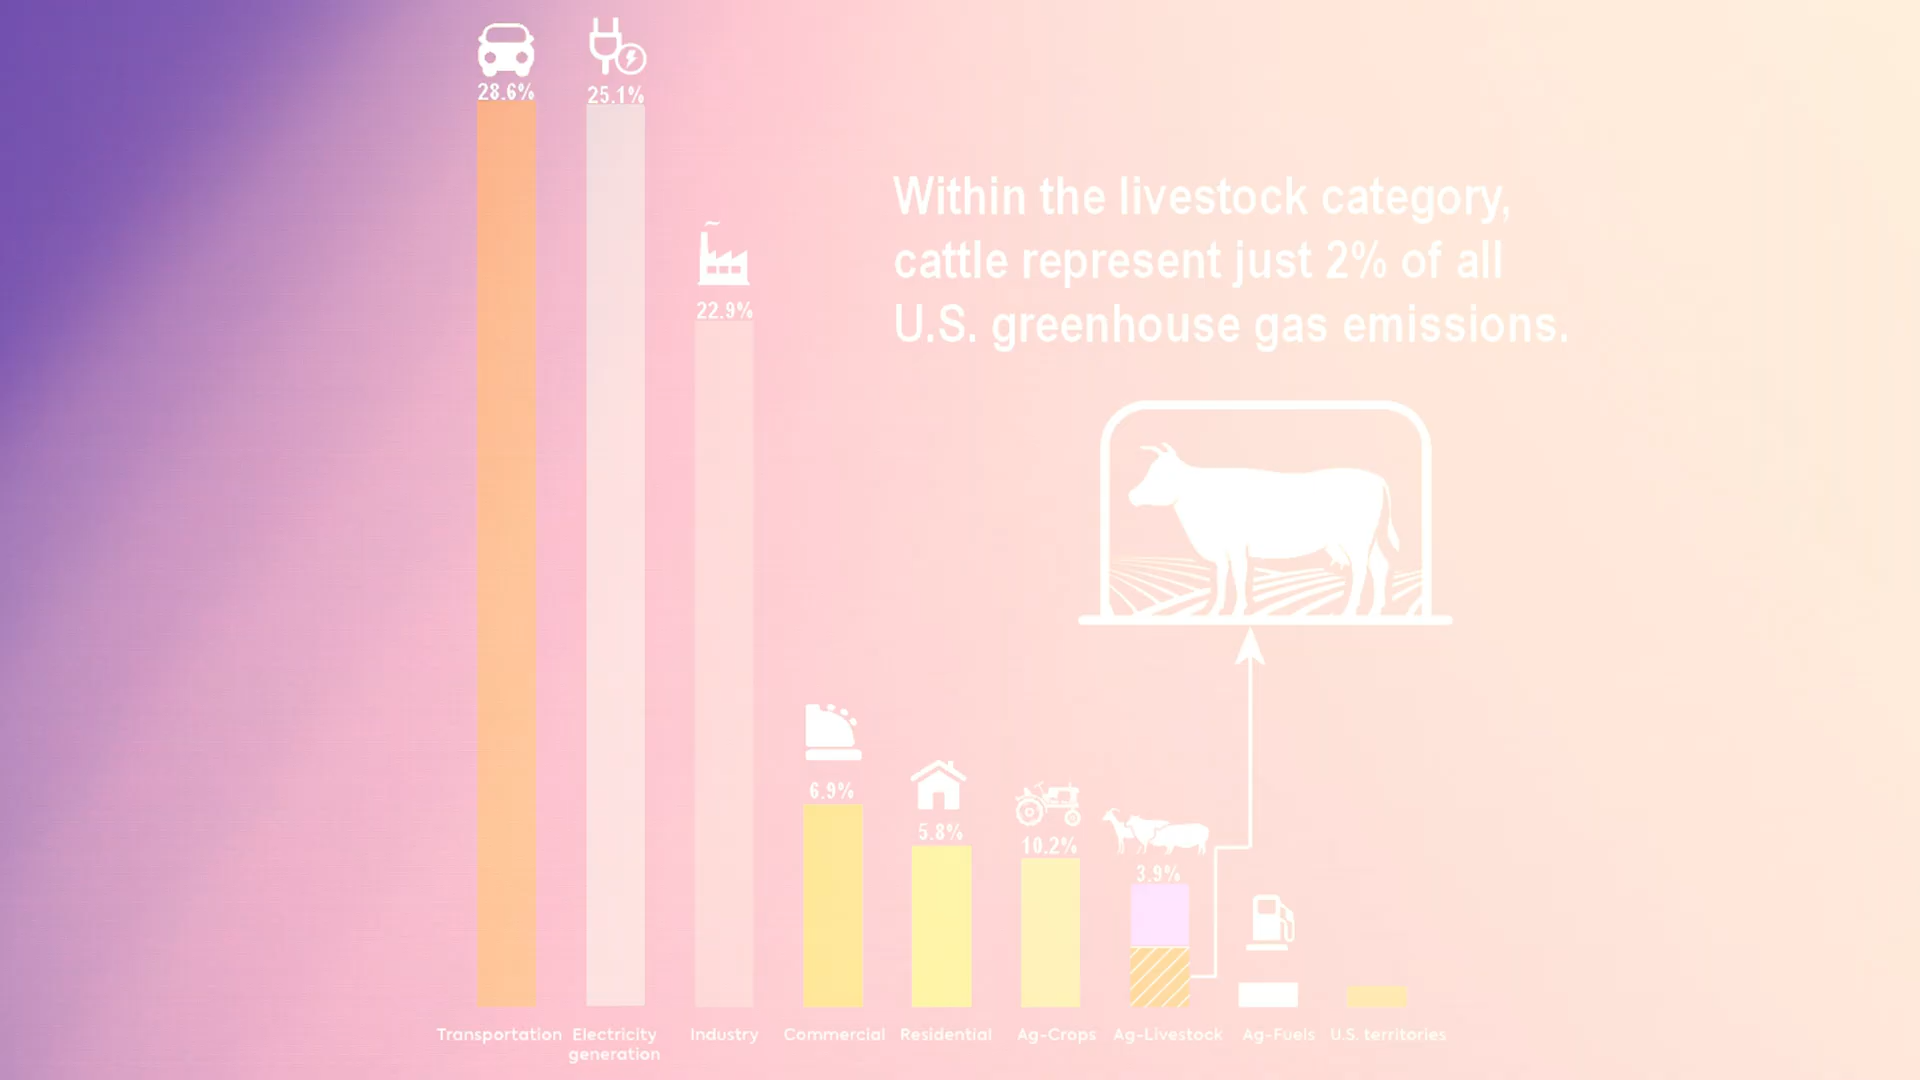 28.6%
25.1%
22.9%
Within the livestock category,
cattle represent just 2% of all
U.S. greenhouse gas emissions.
6.9%
5.8%
10.2%
3.9%
Transportation
Electricity
generation
Industry
Commercial
Residential
Ag-Crops
Ag-Livestock
Ag-Fuels
U.S. territories